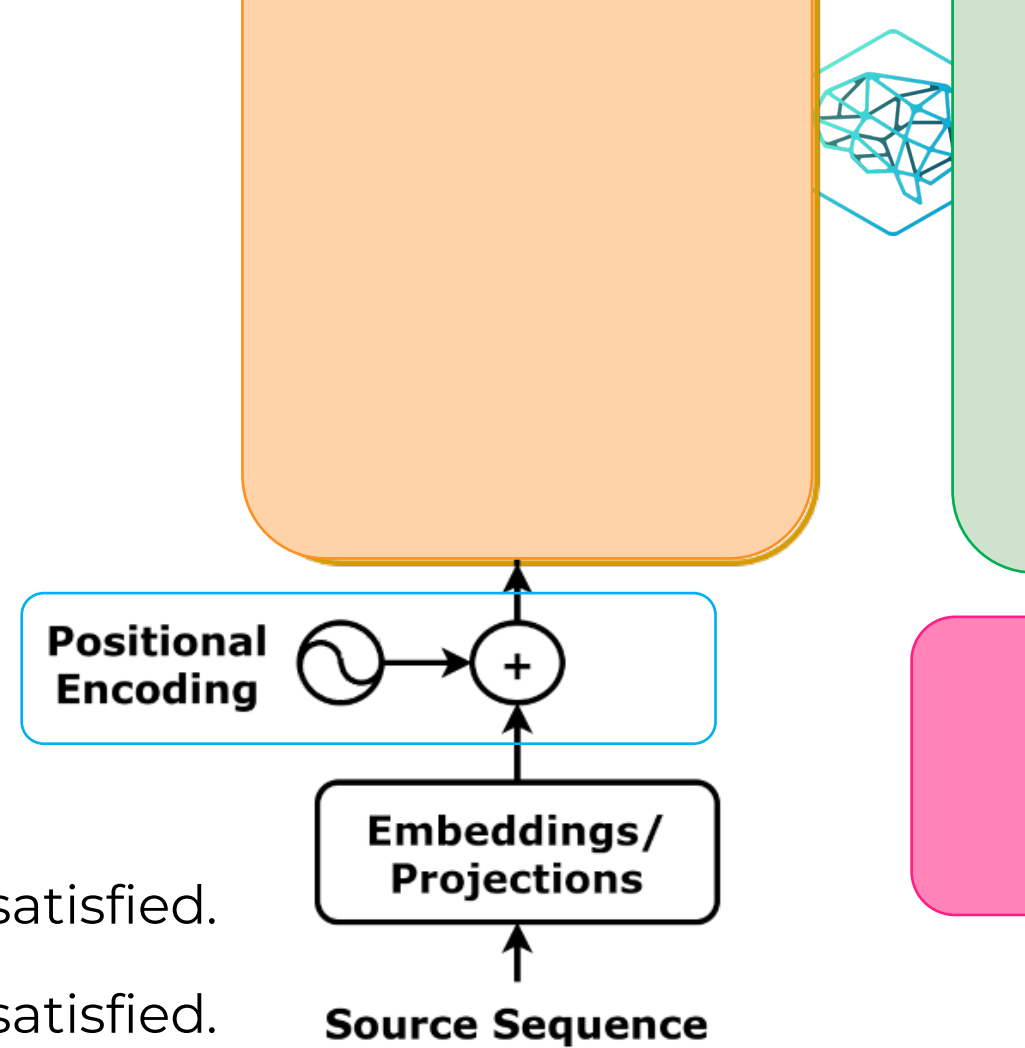 Positional
Encoding
+
Embeddings/
Projections
satisfied.
satisfied.
Source Sequence